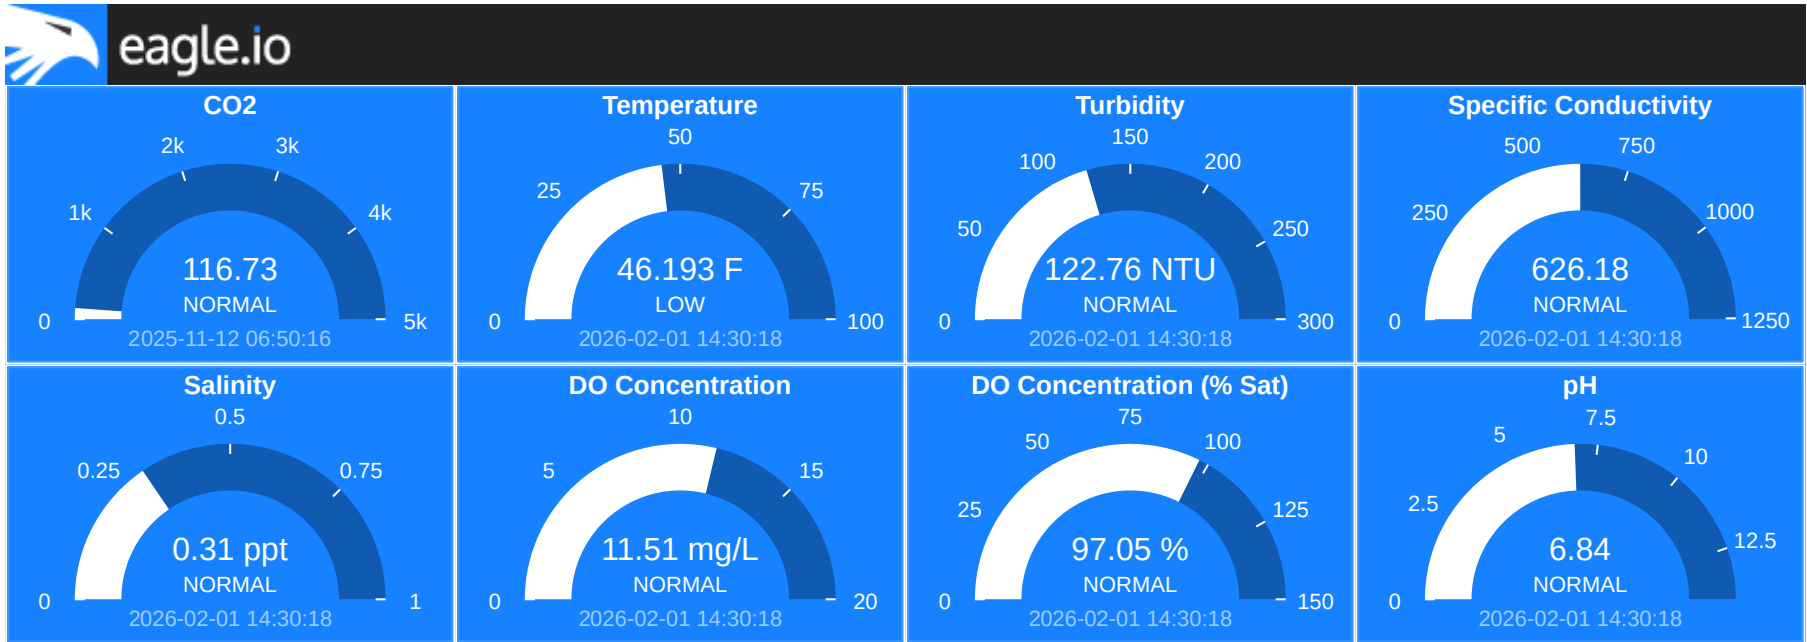 eagle.io
CO2
0
1k
2k
3k
4k
5k
116.73
NORMAL
2025-11-12 06:50:16
Temperature
0
25
50
75
100
46.193 F
LOW
2026-02-01 14:30:18
Turbidity
0
50
100
150
200
250
300
122.76 NTU
NORMAL
2026-02-01 14:30:18
Specific Conductivity
0
250
500
750
1000
1250
626.18
NORMAL
2026-02-01 14:30:18
Salinity
0
0.25
0.5
0.75
1
0.31 ppt
NORMAL
2026-02-01 14:30:18
DO Concentration
0
5
10
15
20
11.51 mg/L
NORMAL
2026-02-01 14:30:18
DO Concentration (% Sat)
0
25
50
75
100
125
150
97.05 %
NORMAL
2026-02-01 14:30:18
pH
0
2.5
5
7.5
10
12.5
6.84
NORMAL
2026-02-01 14:30:18